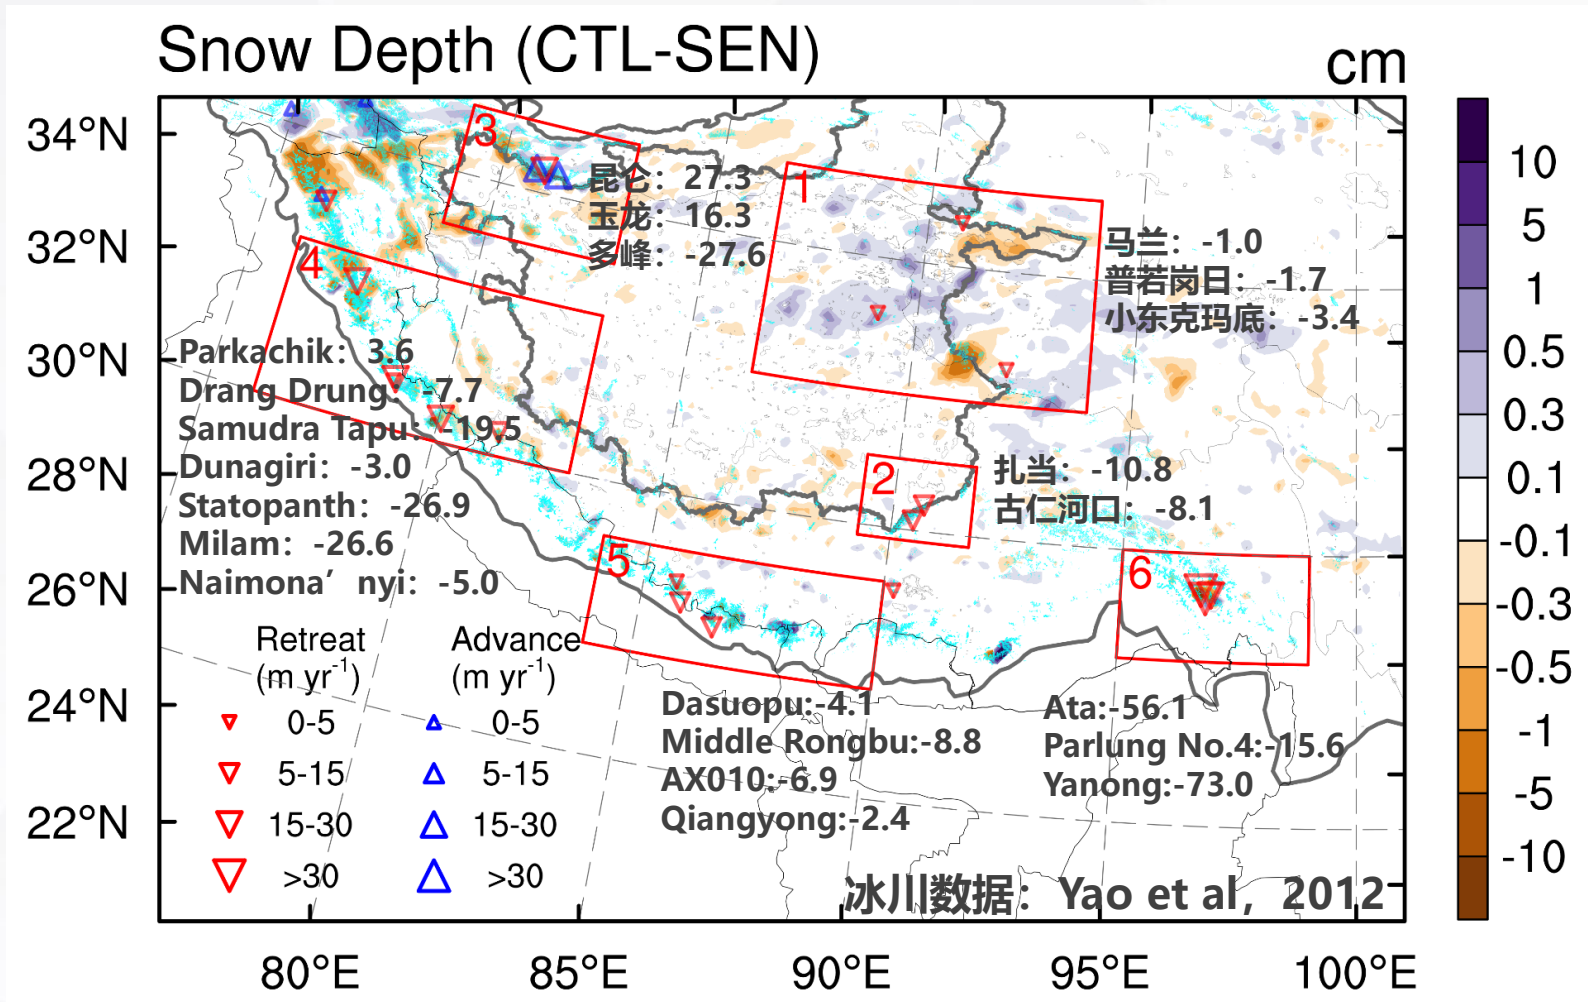 Snow Depth (CTL-SEN)
cm
34°N
32°N
30°N
28°N
26°N
24°N
22°N
80°E
85°E
90°E
95°E
100°E
3
昆仑：27.3
玉龙：16.3
多峰：-27.6
1
马兰：-1.0
普若岗日：-1.7
小东克玛底：-3.4
4
Parkachik：3.6
Drang Drung：-7.7
Samudra Tapu：-19.5
Dunagiri：-3.0
Statopanth：-26.9
Milam：-26.6
Naimona’nyi：-5.0
2
扎当：-10.8
古仁河口：-8.1
5
Dasuopu:-4.1
Middle Rongbu:-8.8
AX010:-6.9
Qiangyong:-2.4
6
Ata:-56.1
Parlung No.4:-15.6
Yanong:-73.0
Retreat Advance
(m yr-1) (m yr-1)
0-5 0-5
5-15 5-15
15-30 15-30
>30 >30
冰川数据：Yao et al，2012
10
5
1
0.5
0.3
0.1
-0.1
-0.3
-0.5
-1
-5
-10